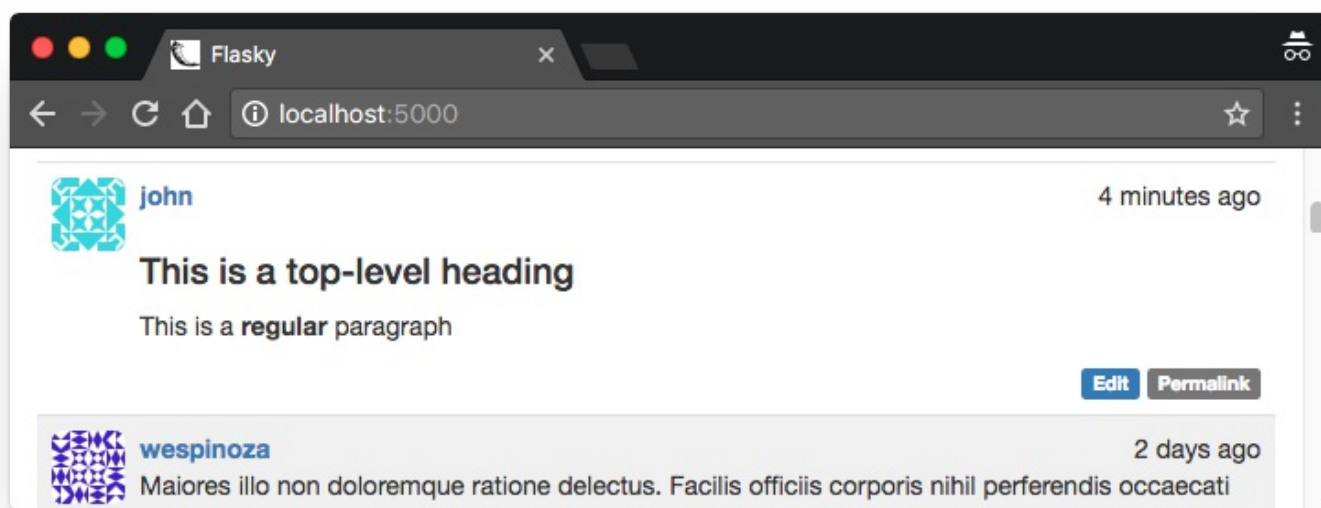 Flasky
localhost:5000
john 4 minutes ago
This is a top-level heading
This is a regular paragraph
Edit Permalink
wespinoza 2 days ago
Maiores illo non doloremque ratione delectus. Facilis officiis corporis nihil perferendis occaecati